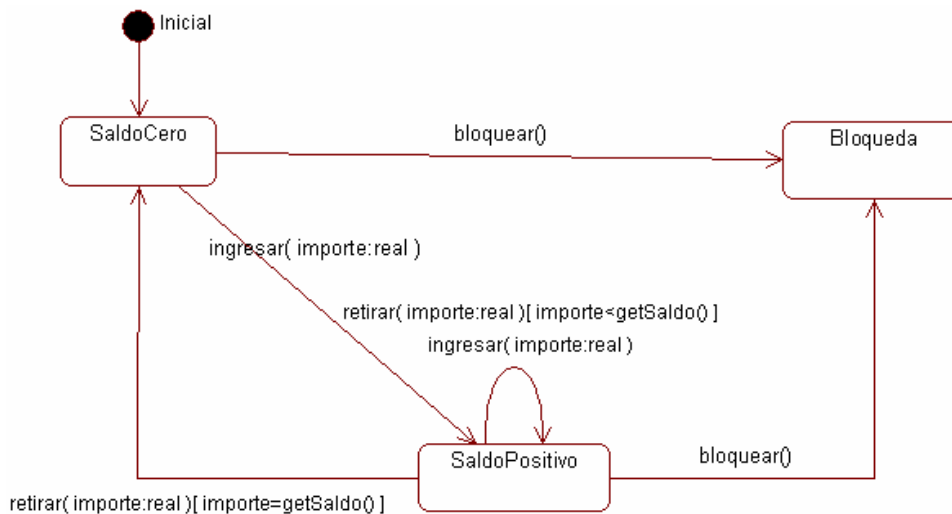 Inicial
SaldoCero
bloquear()
Bloqueda
ingresar( importe:real )
retirar( importe:real )[ importe<getSaldo() ]
ingresar( importe:real )
SaldoPositivo
bloquear()
retirar( importe:real )[ importe=getSaldo() ]